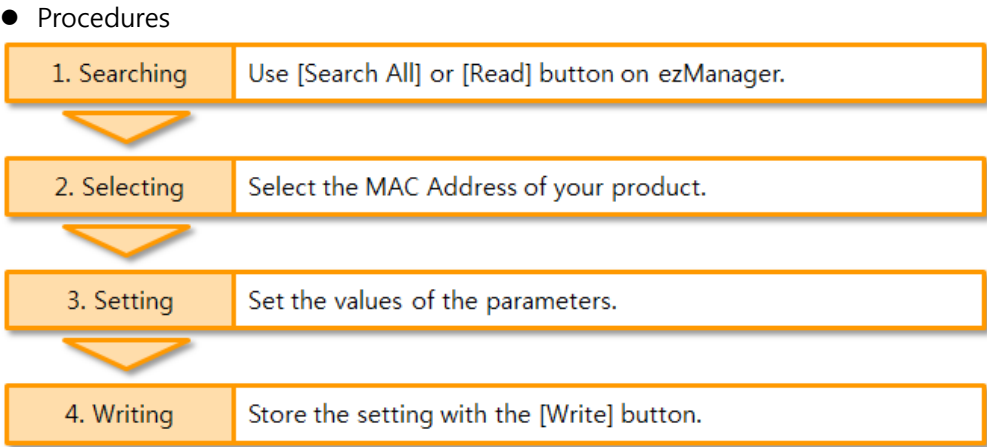 ● Procedures
1. Searching Use [Search All] or [Read] button on ezManager.
2. Selecting Select the MAC Address of your product.
3. Setting Set the values of the parameters.
4. Writing Store the setting with the [Write] button.